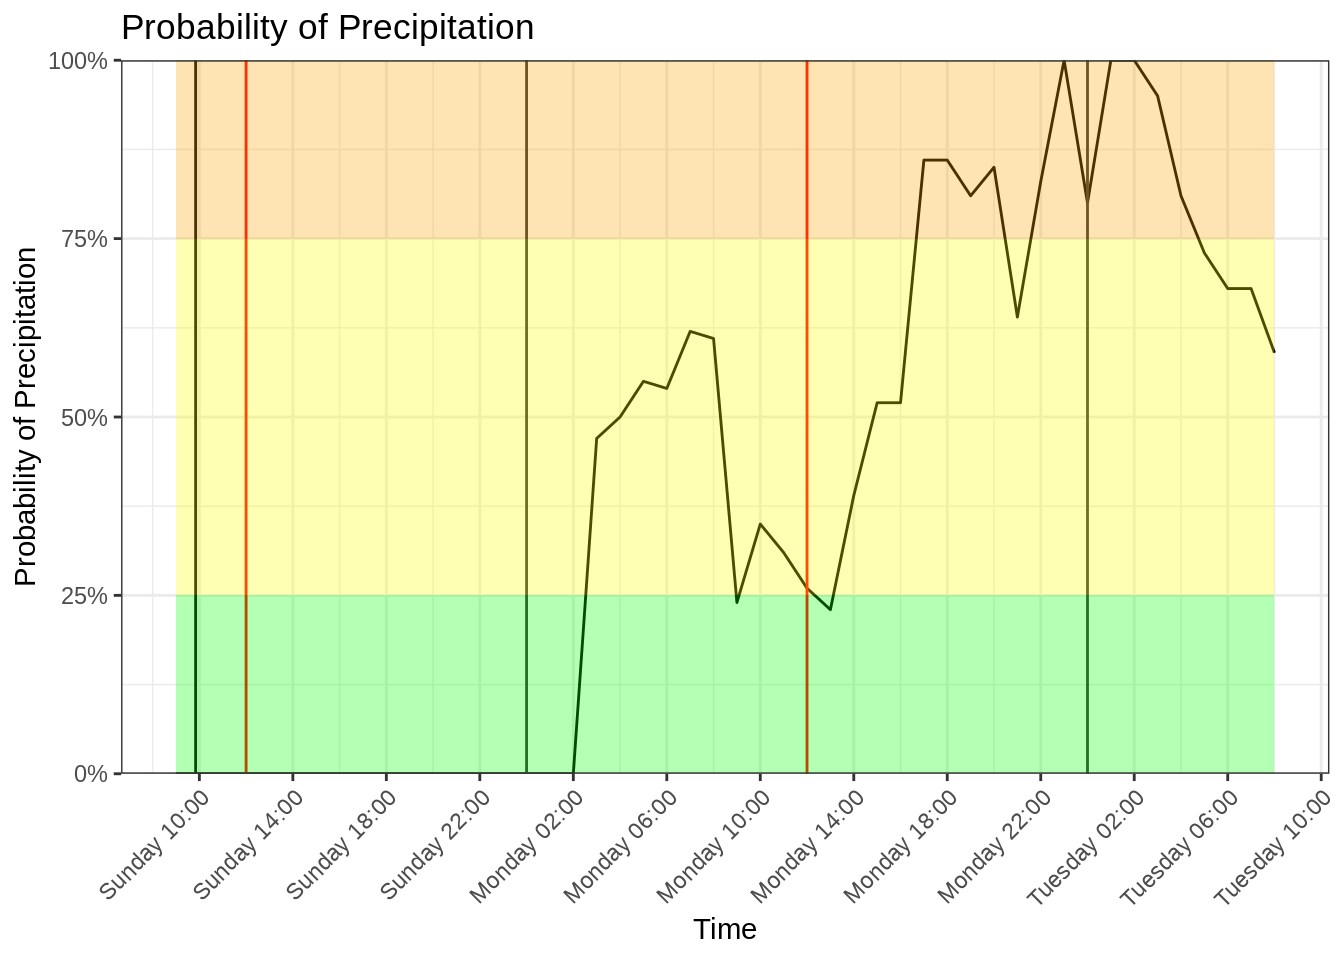 Probability of Precipitation
100%
75%
50%
25%
0%
Probability of Precipitation
Sunday 10:00
Sunday 14:00
Sunday 18:00
Sunday 22:00
Monday 02:00
Monday 06:00
Monday 10:00
Monday 14:00
Monday 18:00
Monday 22:00
Tuesday 02:00
Tuesday 06:00
Tuesday 10:00
Time